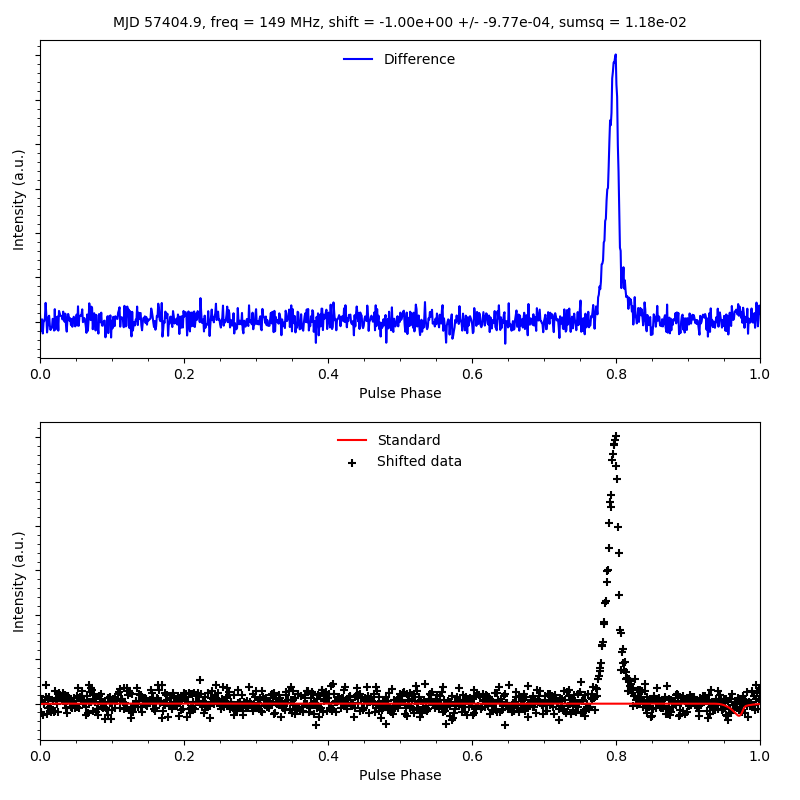 MJD 57404.9, freq = 149 MHz, shift = -1.00e+00 +/- -9.77e-04, sumsq = 1.18e-02
Difference
Intensity (a.u.)
0.0 0.2 0.4 0.6 0.8 1.0
Pulse Phase
Standard
Shifted data
Intensity (a.u.)
0.0 0.2 0.4 0.6 0.8 1.0
Pulse Phase